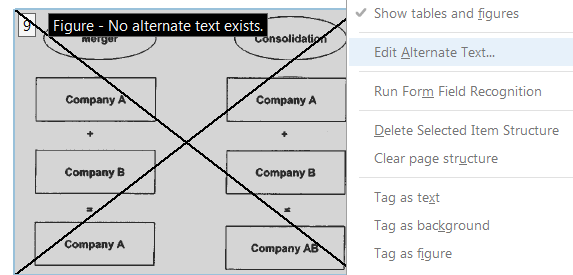 9
Figure - No alternate text exists.
Merger
Consolidation
Company A
Company A
+
+
Company B
Company B
=
=
Company A
Company AB
Show tables and figures
Edit Alternate Text...
Run Form Field Recognition
Delete Selected Item Structure
Clear page structure
Tag as text
Tag as background
Tag as figure